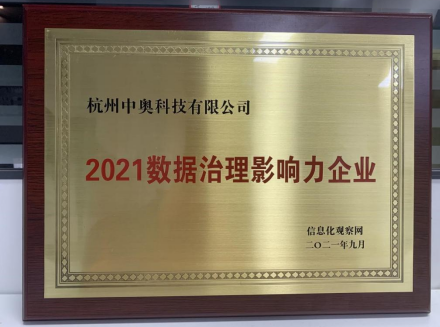 杭州中奥科技有限公司
2021数据治理影响力企业
信息化观察网
二〇二一年九月